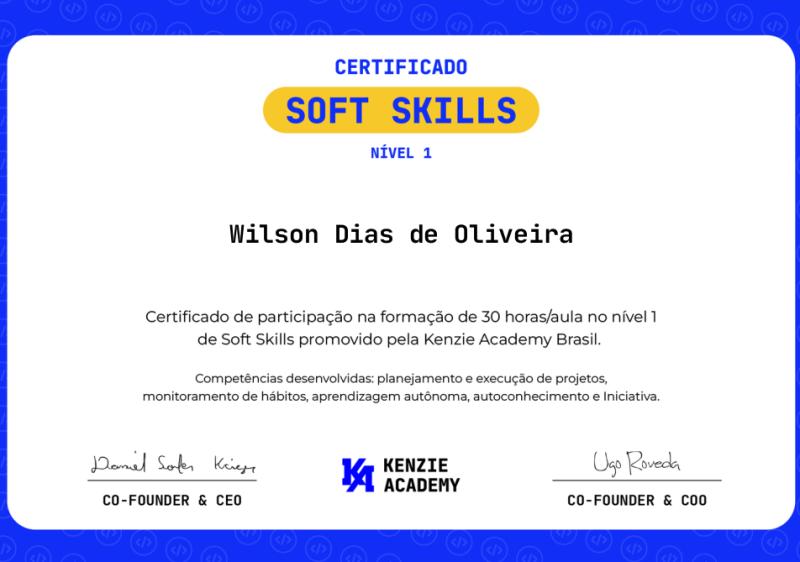 CERTIFICADO
SOFT SKILLS
NÍVEL 1
Wilson Dias de Oliveira
Certificado de participação na formação de 30 horas/aula no nível 1
de Soft Skills promovido pela Kenzie Academy Brasil.
Competências desenvolvidas: planejamento e execução de projetos,
monitoramento de hábitos, aprendizagem autônoma, autoconhecimento e Iniciativa.
Daniel
Ugo Roveda
KENZIE
ACADEMY
CO-FOUNDER & CEO
CO-FOUNDER & COO